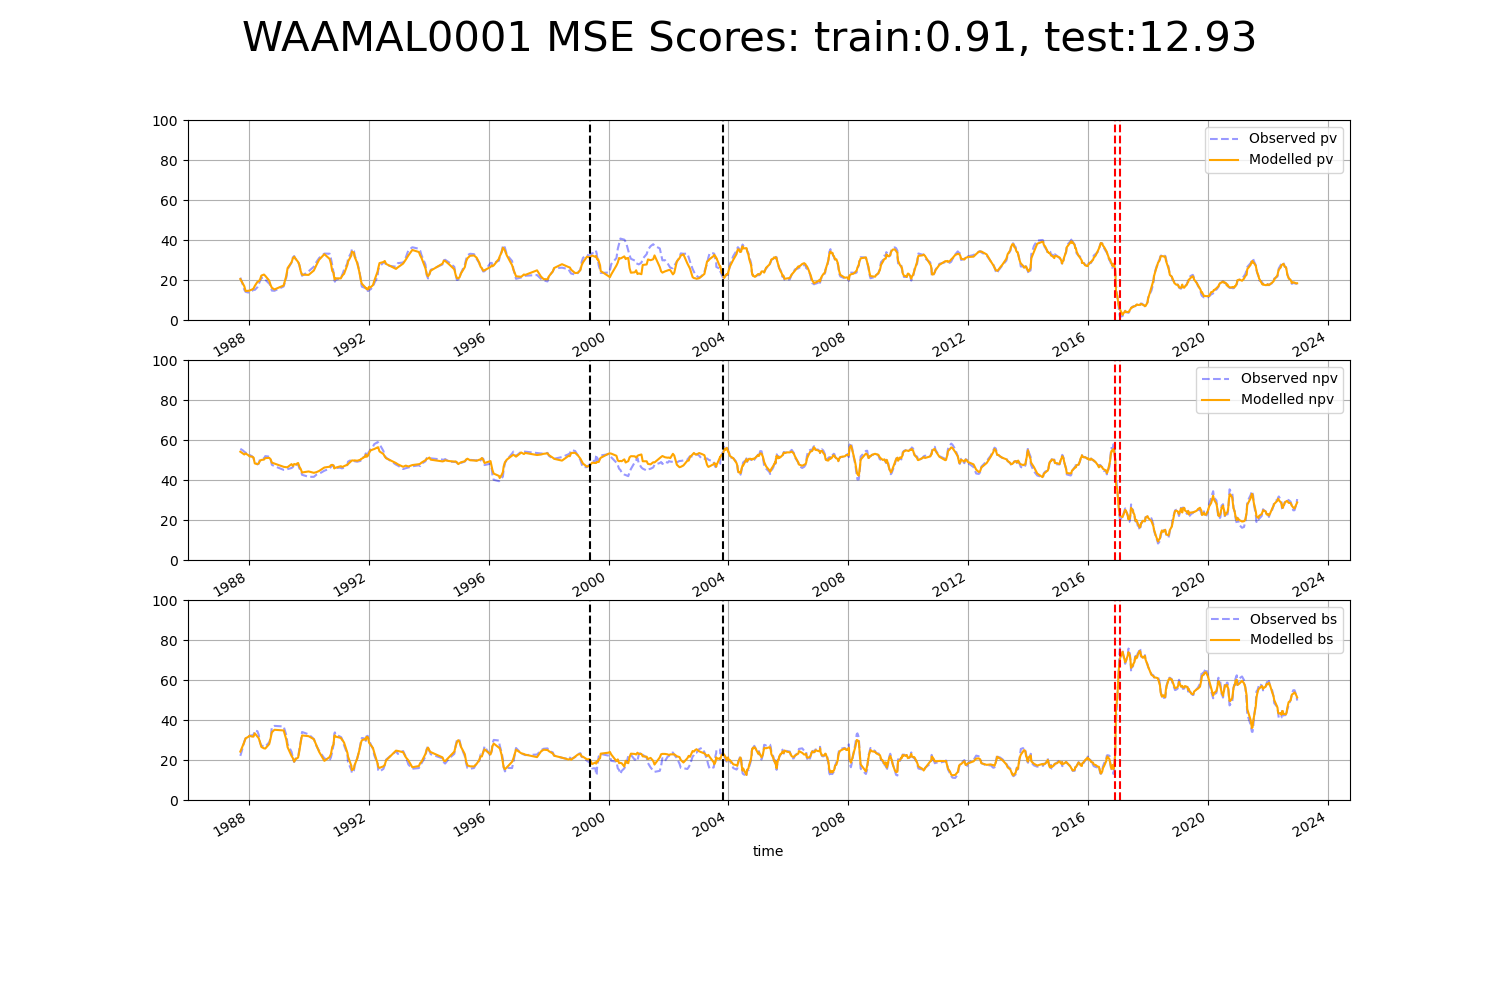 WAAMAL0001 MSE Scores: train:0.91, test:12.93
100
80
60
40
20
0
Observed pv
Modelled pv
1988 1992 1996 2000 2004 2008 2012 2016 2020 2024
100
80
60
40
20
0
Observed npv
Modelled npv
1988 1992 1996 2000 2004 2008 2012 2016 2020 2024
100
80
60
40
20
0
Observed bs
Modelled bs
1988 1992 1996 2000 2004 2008 2012 2016 2020 2024
time